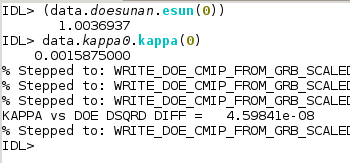 IDL> (data.doesunan.esun(0))
1.0036937
IDL> data.kappa0.kappa(0)
0.0015875000
% Stepped to: WRITE_DOE_CMIP_FROM_GRB_SCALED
% Stepped to: WRITE_DOE_CMIP_FROM_GRB_SCALED
% Stepped to: WRITE_DOE_CMIP_FROM_GRB_SCALED
KAPPA vs DOE DSQRD DIFF = 4.59841e-08
% Stepped to: WRITE_DOE_CMIP_FROM_GRB_SCALED
IDL>